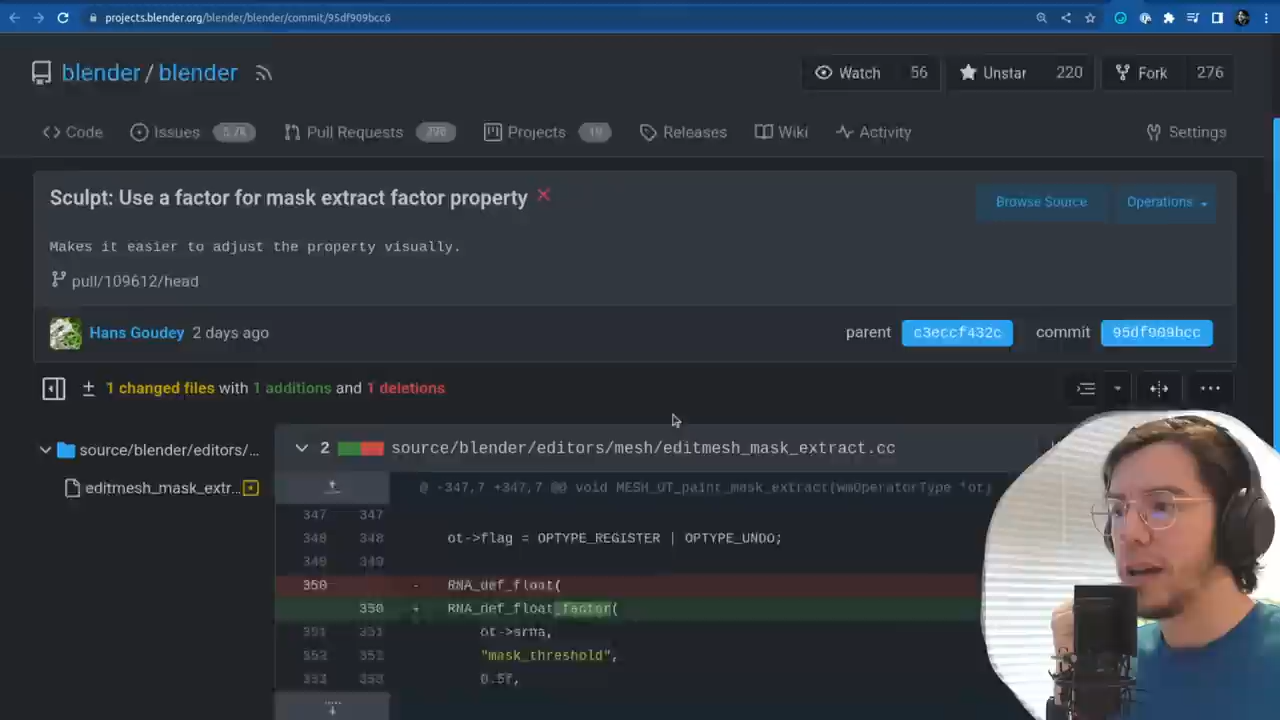 projects.blender.org/blender/blender/commit/95df909bcc6
blender / blender
Watch 56
Unstar 220
Fork 276
Code
Issues 5.7K
Pull Requests
Projects
Releases
Wiki
Activity
Settings
Sculpt: Use a factor for mask extract factor property
Browse Source
Operations
Makes it easier to adjust the property visually.
pull/109612/head
Hans Goudey 2 days ago
parent c3eccf432c commit 95df909bcc
1 changed files with 1 additions and 1 deletions
source/blender/editors/...
2 source/blender/editors/mesh/editmesh_mask_extract.cc
editmesh_mask_extr...
@ -347,7 +347,7 @@ void MESH_OT_paint_mask_extract(wmOperatorType *ot)
347 347
348 348 ot->flag = OPTYPE_REGISTER | OPTYPE_UNDO;
349 349
350 - RNA_def_float(
350 + RNA_def_float_factor(
351 351 ot->srna,
352 352 "mask_threshold",
353 353 0.5f,